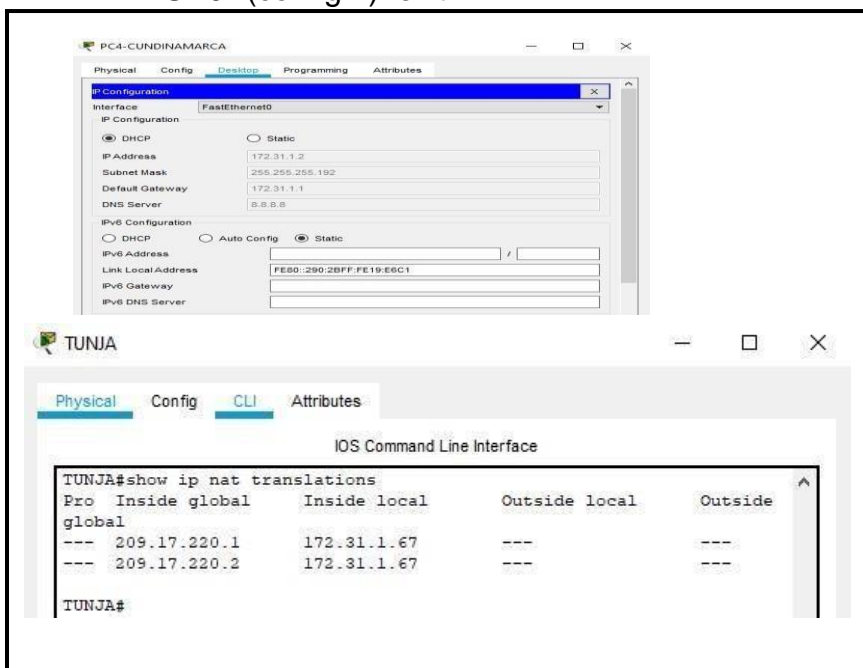 PC4-CUNDINAMARCA
Physical Config Desktop Programming Attributes
IP Configuration X
Interface FastEthernet0
IP Configuration
DHCP Static
IP Address 172.31.1.2
Subnet Mask 255.255.255.192
Default Gateway 172.31.1.1
DNS Server 8.8.8.8
IPv6 Configuration
DHCP Auto Config Static
IPv6 Address /
Link Local Address FE80::290:2BFF:FE19:E6C1
IPv6 Gateway
IPv6 DNS Server
TUNJA
Physical Config CLI Attributes
IOS Command Line Interface
TUNJA#show ip nat translations
Pro Inside global Inside local Outside local Outside
global
--- 209.17.220.1 172.31.1.67 --- ---
--- 209.17.220.2 172.31.1.67 --- ---
TUNJA#